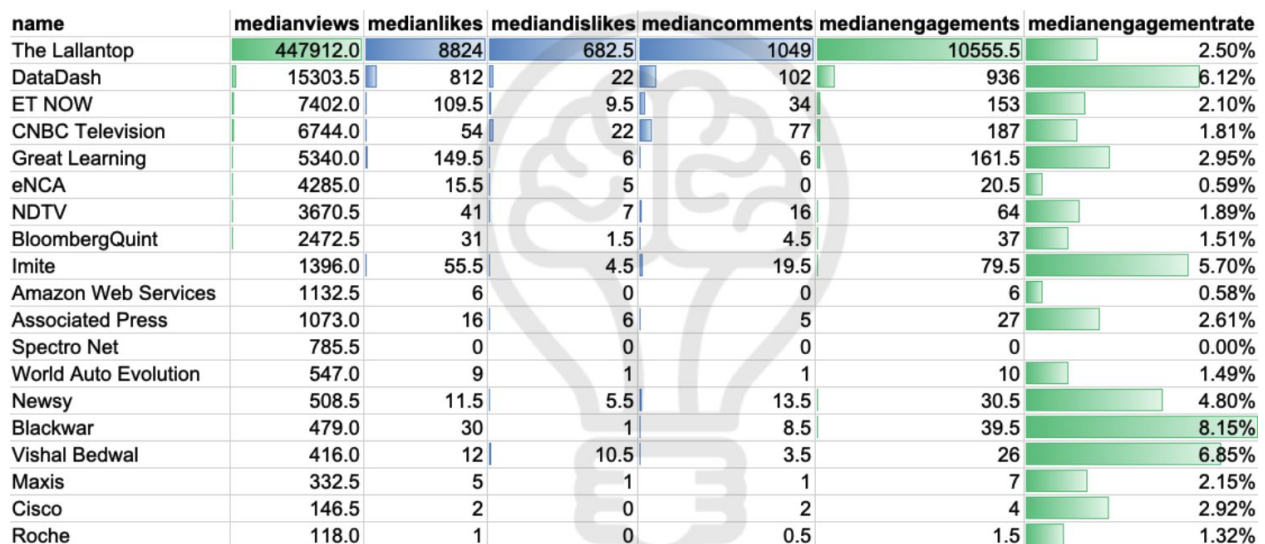 name medianviews medianlikes mediandislikes mediancomments medianengagements medianengagementrate
The Lallantop 447912.0 8824 682.5 1049 10555.5 2.50%
DataDash 15303.5 812 22 102 936 6.12%
ET NOW 7402.0 109.5 9.5 34 153 2.10%
CNBC Television 6744.0 54 22 77 187 1.81%
Great Learning 5340.0 149.5 6 6 161.5 2.95%
eNCA 4285.0 15.5 5 0 20.5 0.59%
NDTV 3670.5 41 7 16 64 1.89%
BloombergQuint 2472.5 31 1.5 4.5 37 1.51%
Imite 1396.0 55.5 4.5 19.5 79.5 5.70%
Amazon Web Services 1132.5 6 0 0 6 0.58%
Associated Press 1073.0 16 6 5 27 2.61%
Spectro Net 785.5 0 0 0 0 0.00%
World Auto Evolution 547.0 9 1 1 10 1.49%
Newsy 508.5 11.5 5.5 13.5 30.5 4.80%
Blackwar 479.0 30 1 8.5 39.5 8.15%
Vishal Bedwal 416.0 12 10.5 3.5 26 6.85%
Maxis 332.5 5 1 1 7 2.15%
Cisco 146.5 2 0 2 4 2.92%
Roche 118.0 1 0 0.5 1.5 1.32%